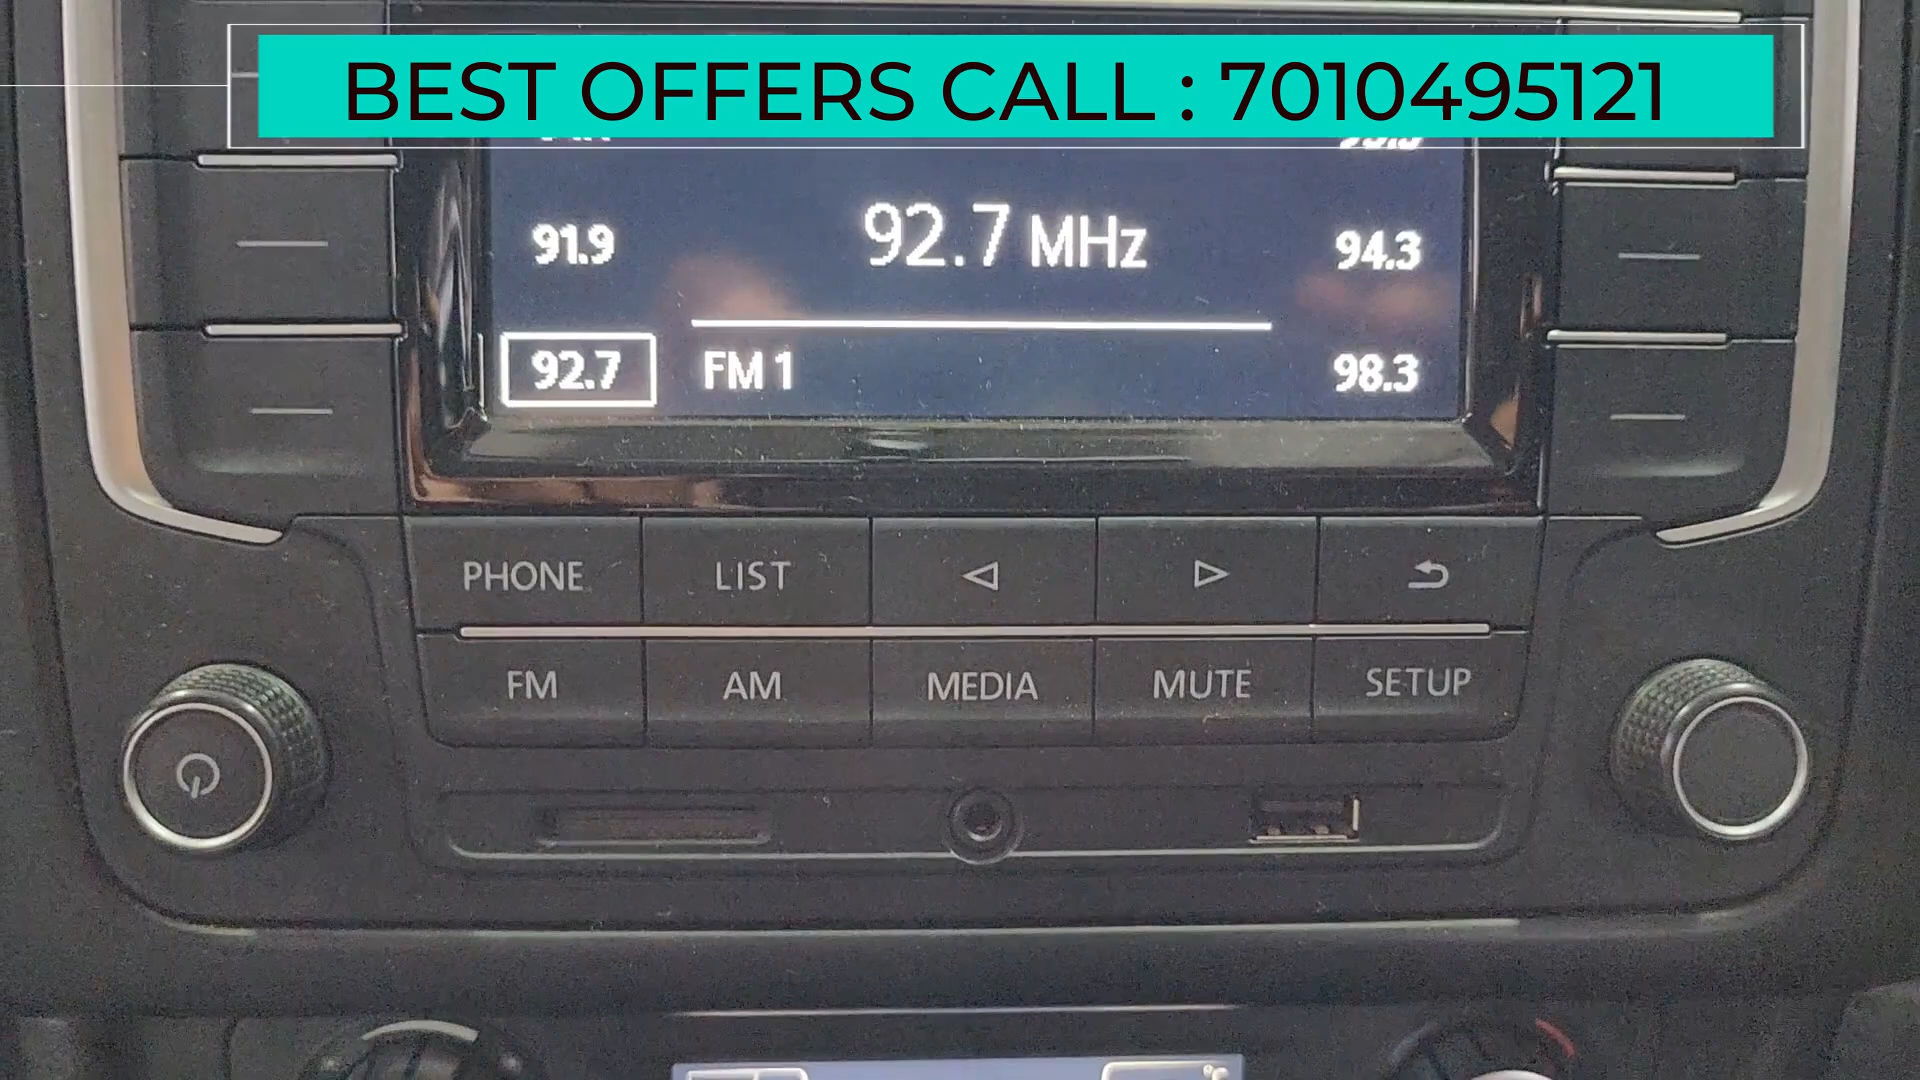 BEST OFFERS CALL : 7010495121
91.9
92.7 MHz
94.3
92.7
FM 1
98.3
PHONE
LIST
FM
AM
MEDIA
MUTE
SETUP